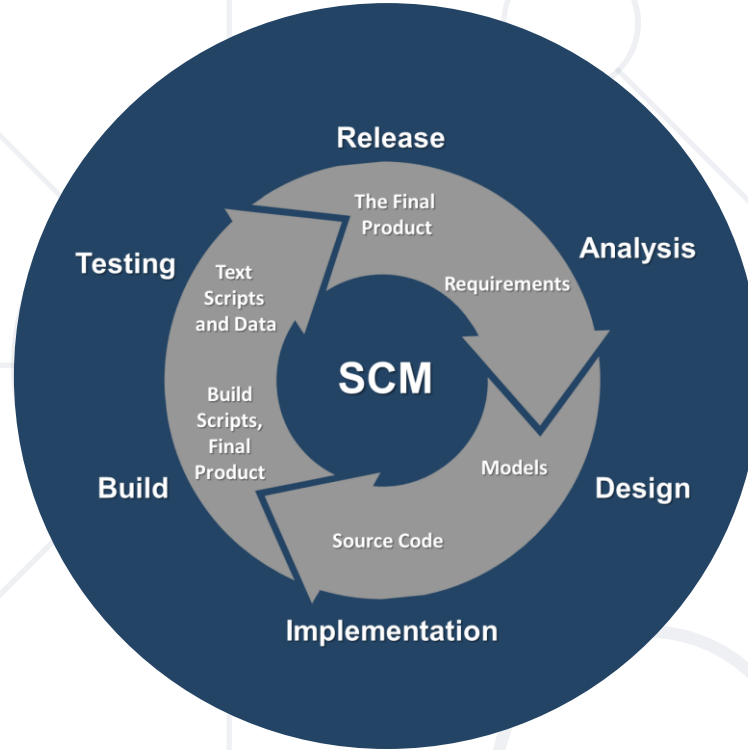 Release
The Final
Product
Analysis
Requirements
Testing
Text
Scripts
and Data
SCM
Build
Scripts,
Final
Product
Models
Build
Design
Source Code
Implementation